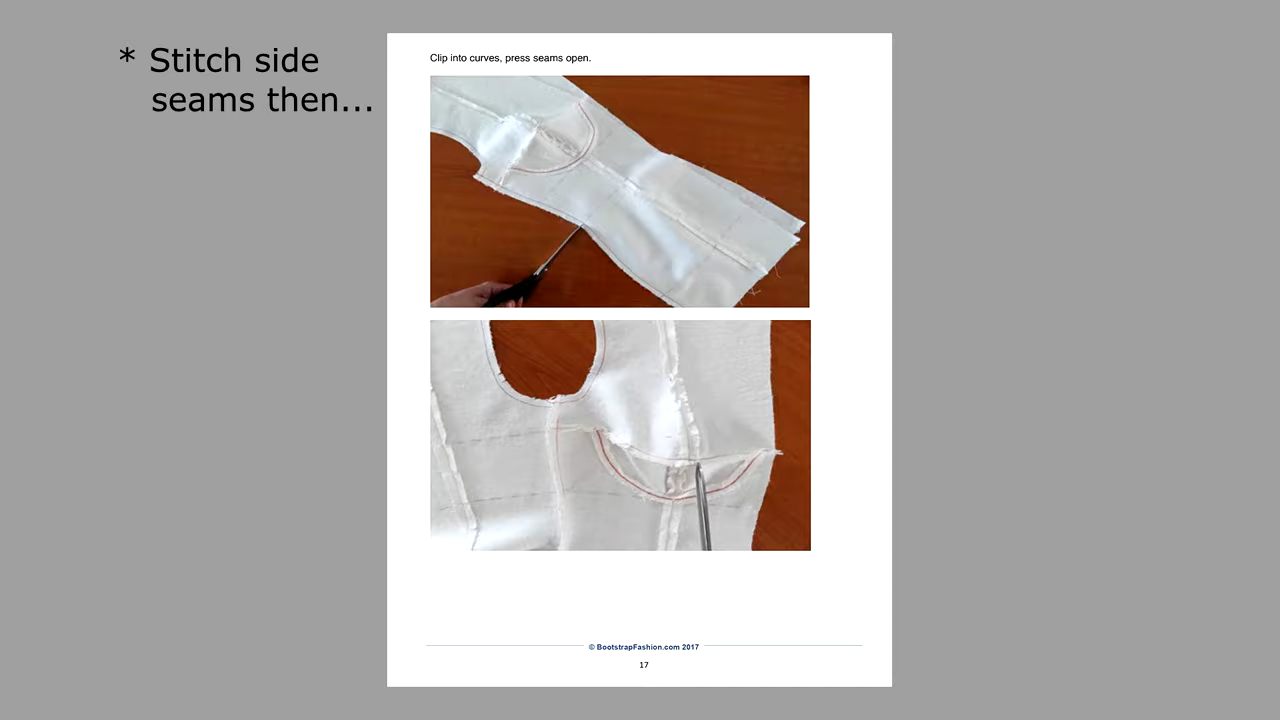 * Stitch side
seams then...
Clip into curves, press seams open.
© BootstrapFashion.com 2017
17